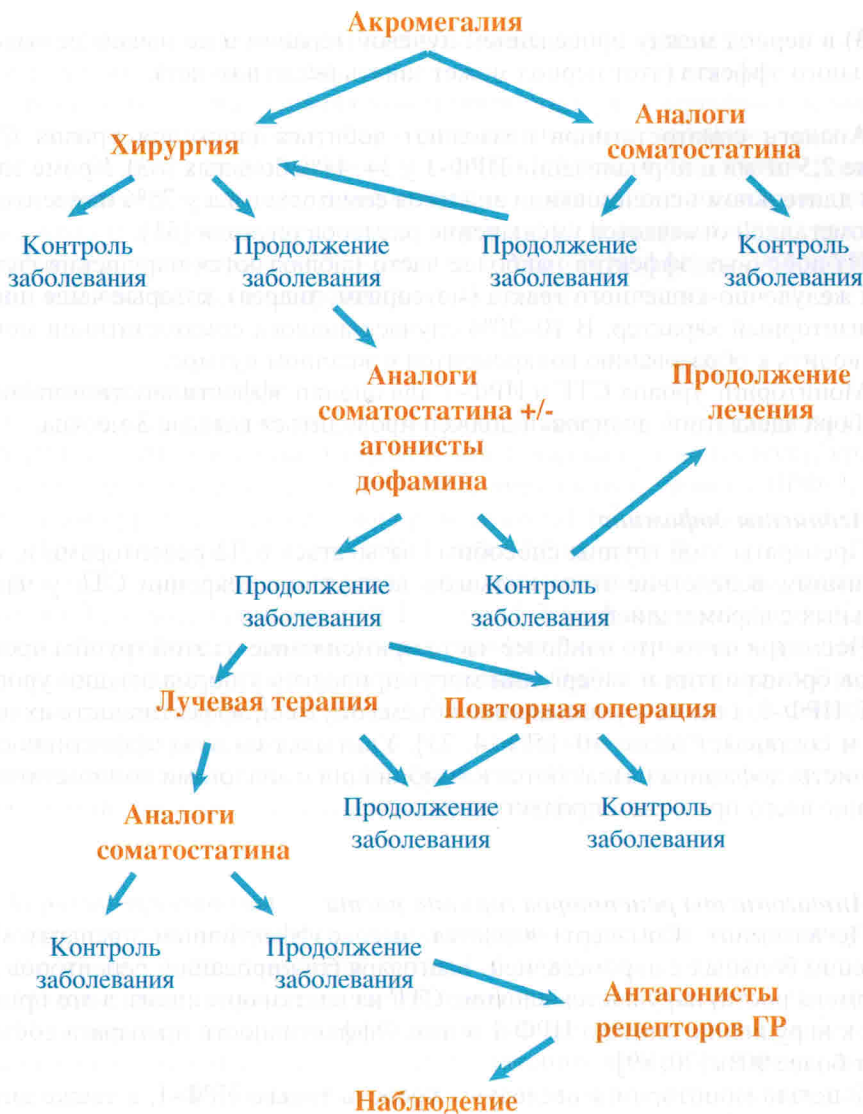 Акромегалия
Хирургия
Аналоги
соматостатина
Контроль
заболевания
Продолжение
заболевания
Продолжение
заболевания
Контроль
заболевания
Аналоги
соматостатина +/-
агонисты
дофамина
Продолжение
лечения
Продолжение
заболевания
Контроль
заболевания
Лучевая терапия
Повторная операция
Аналоги
соматостатина
Продолжение
заболевания
Контроль
заболевания
Контроль
заболевания
Продолжение
заболевания
Антагонисты
рецепторов ГР
Наблюдение